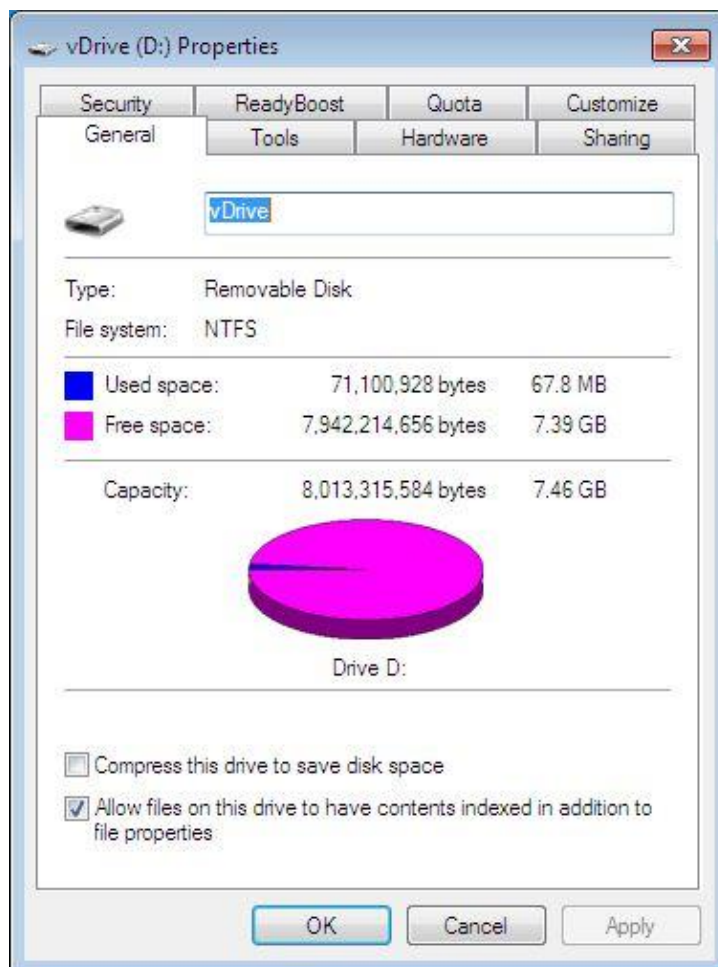 vDrive (D:) Properties
Security ReadyBoost Quota Customize
General Tools Hardware Sharing
vDrive
Type: Removable Disk
File system: NTFS
Used space: 71,100,928 bytes 67.8 MB
Free space: 7,942,214,656 bytes 7.39 GB
Capacity: 8,013,315,584 bytes 7.46 GB
Drive D:
Compress this drive to save disk space
Allow files on this drive to have contents indexed in addition to
file properties
OK Cancel Apply